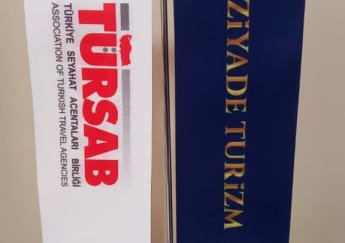 TÜRSAB
TÜRKİYE SEYAHAT ACENTALARI BİRLİĞİ
ASSOCIATION OF TURKISH TRAVEL AGENCIES
ZİYADE TURİZM